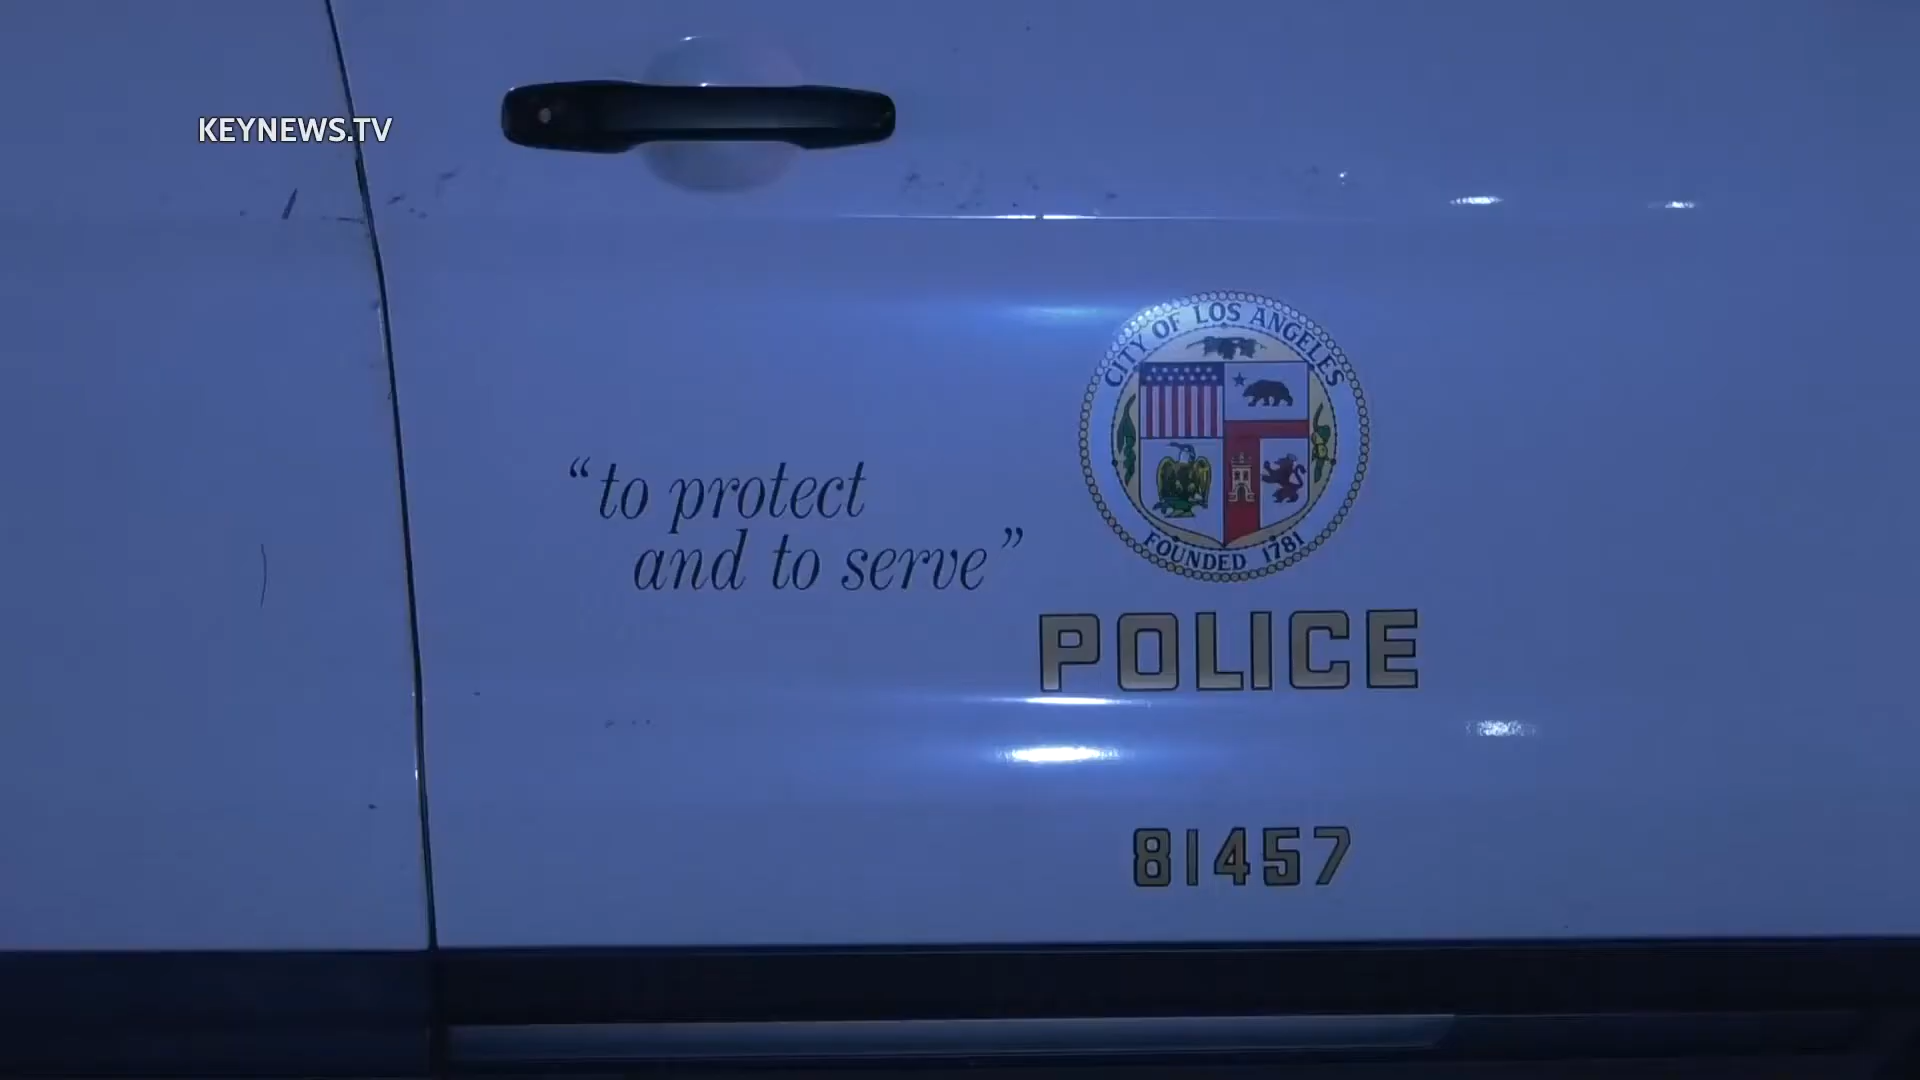 KEYNEWS.TV
CITY OF LOS ANGELES
FOUNDED 1781
“to protect
and to serve”
POLICE
81457